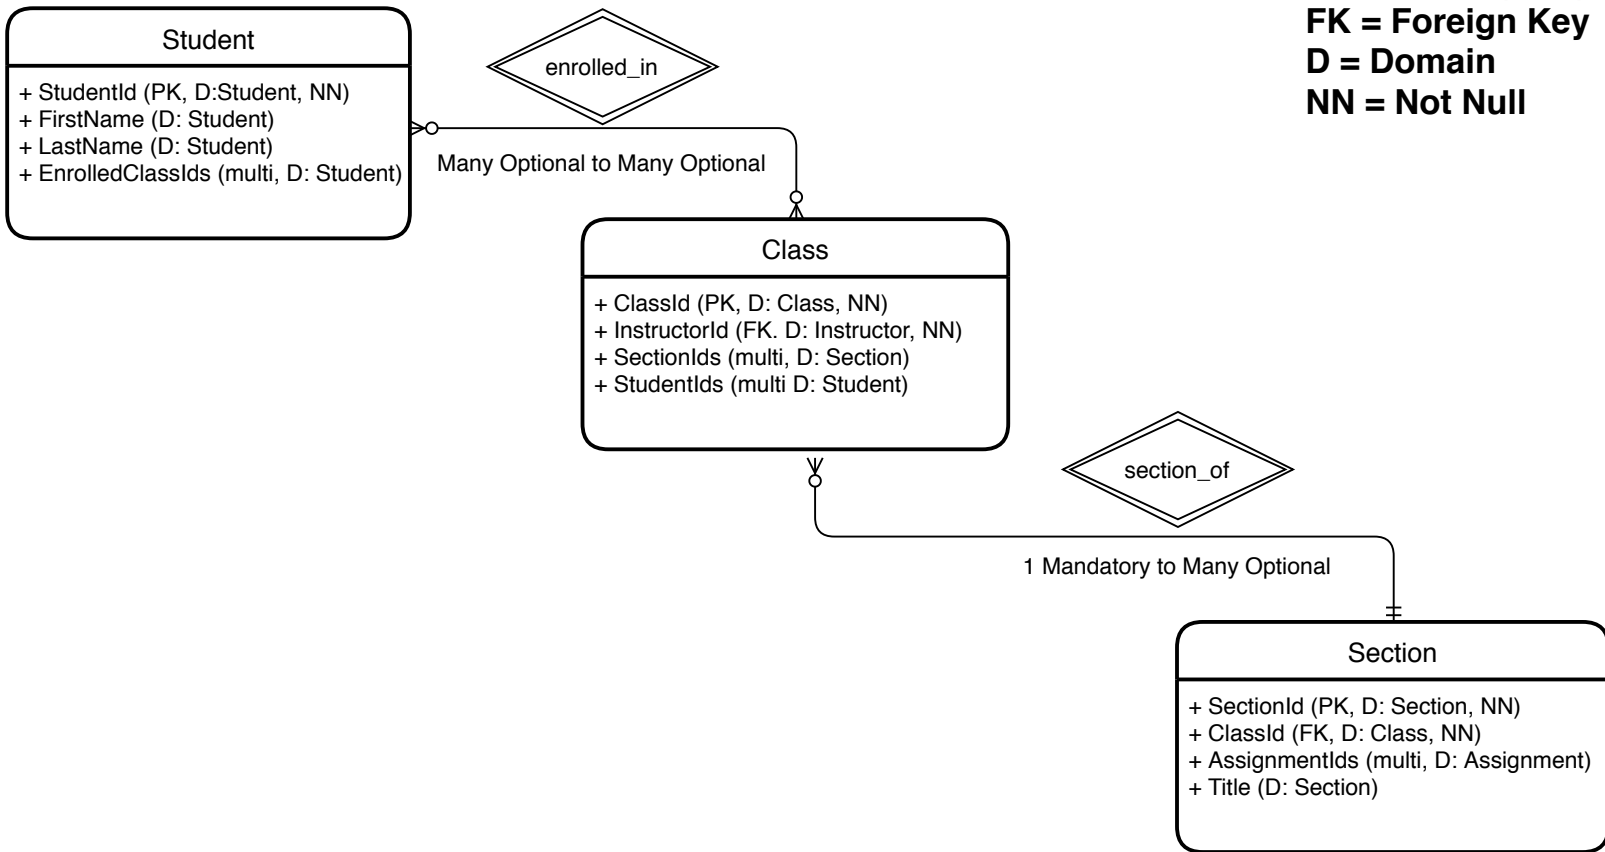 FK = Foreign Key
D = Domain
NN = Not Null
Student
+ StudentId (PK, D:Student, NN)
+ FirstName (D: Student)
+ LastName (D: Student)
+ EnrolledClassIds (multi, D: Student)
enrolled_in
Many Optional to Many Optional
Class
+ ClassId (PK, D: Class, NN)
+ InstructorId (FK. D: Instructor, NN)
+ SectionIds (multi, D: Section)
+ StudentIds (multi D: Student)
section_of
1 Mandatory to Many Optional
Section
+ SectionId (PK, D: Section, NN)
+ ClassId (FK, D: Class, NN)
+ AssignmentIds (multi, D: Assignment)
+ Title (D: Section)